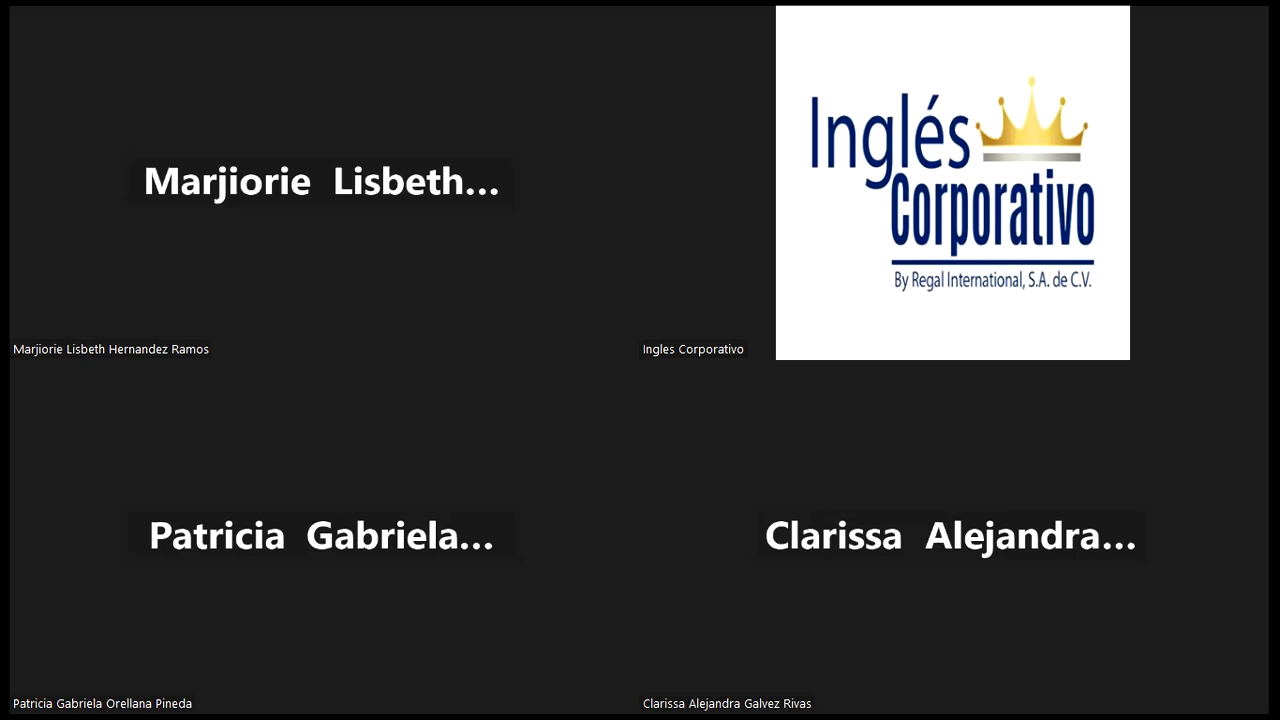 Marjiorie Lisbeth...
Marjiorie Lisbeth Hernandez Ramos
Inglés
Corporativo
By Regal International, S.A. de C.V.
Ingles Corporativo
Patricia Gabriela...
Patricia Gabriela Orellana Pineda
Clarissa Alejandra...
Clarissa Alejandra Galvez Rivas